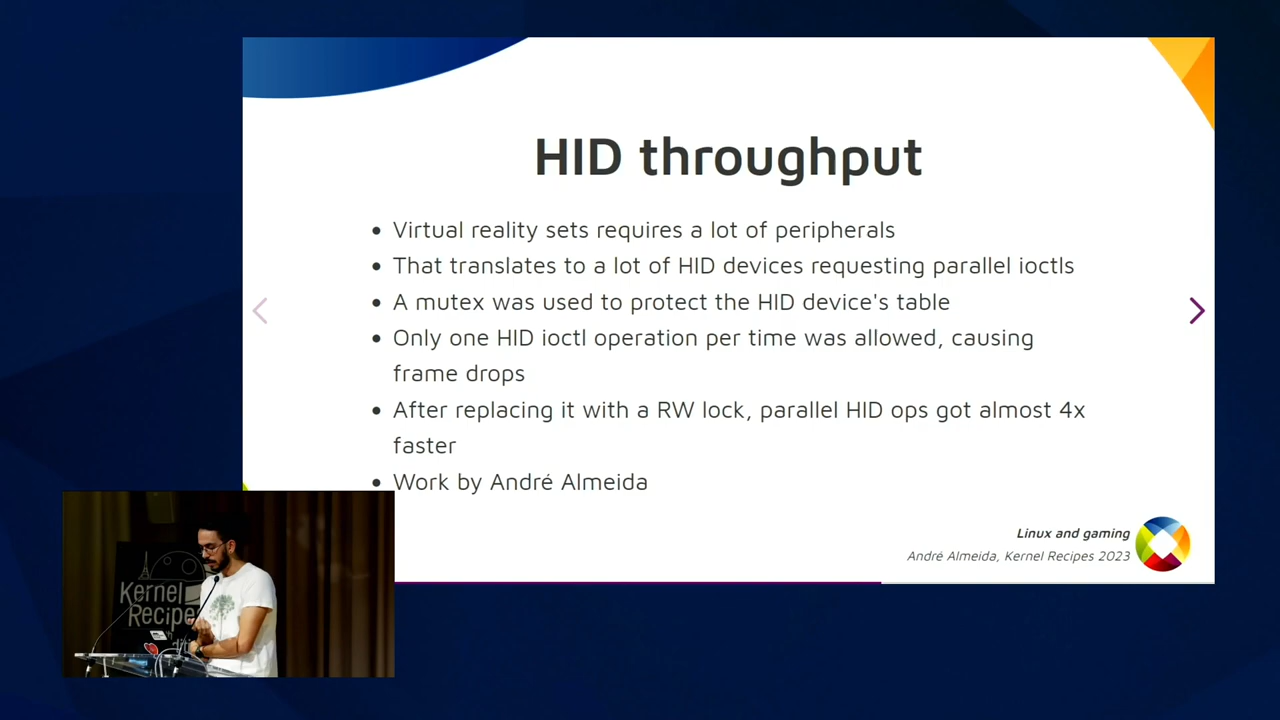 HID throughput
• Virtual reality sets requires a lot of peripherals
• That translates to a lot of HID devices requesting parallel ioctls
• A mutex was used to protect the HID device's table
• Only one HID ioctl operation per time was allowed, causing
frame drops
• After replacing it with a RW lock, parallel HID ops got almost 4x
faster
• Work by André Almeida
Linux and gaming
André Almeida, Kernel Recipes 2023
Kernel
Recipes